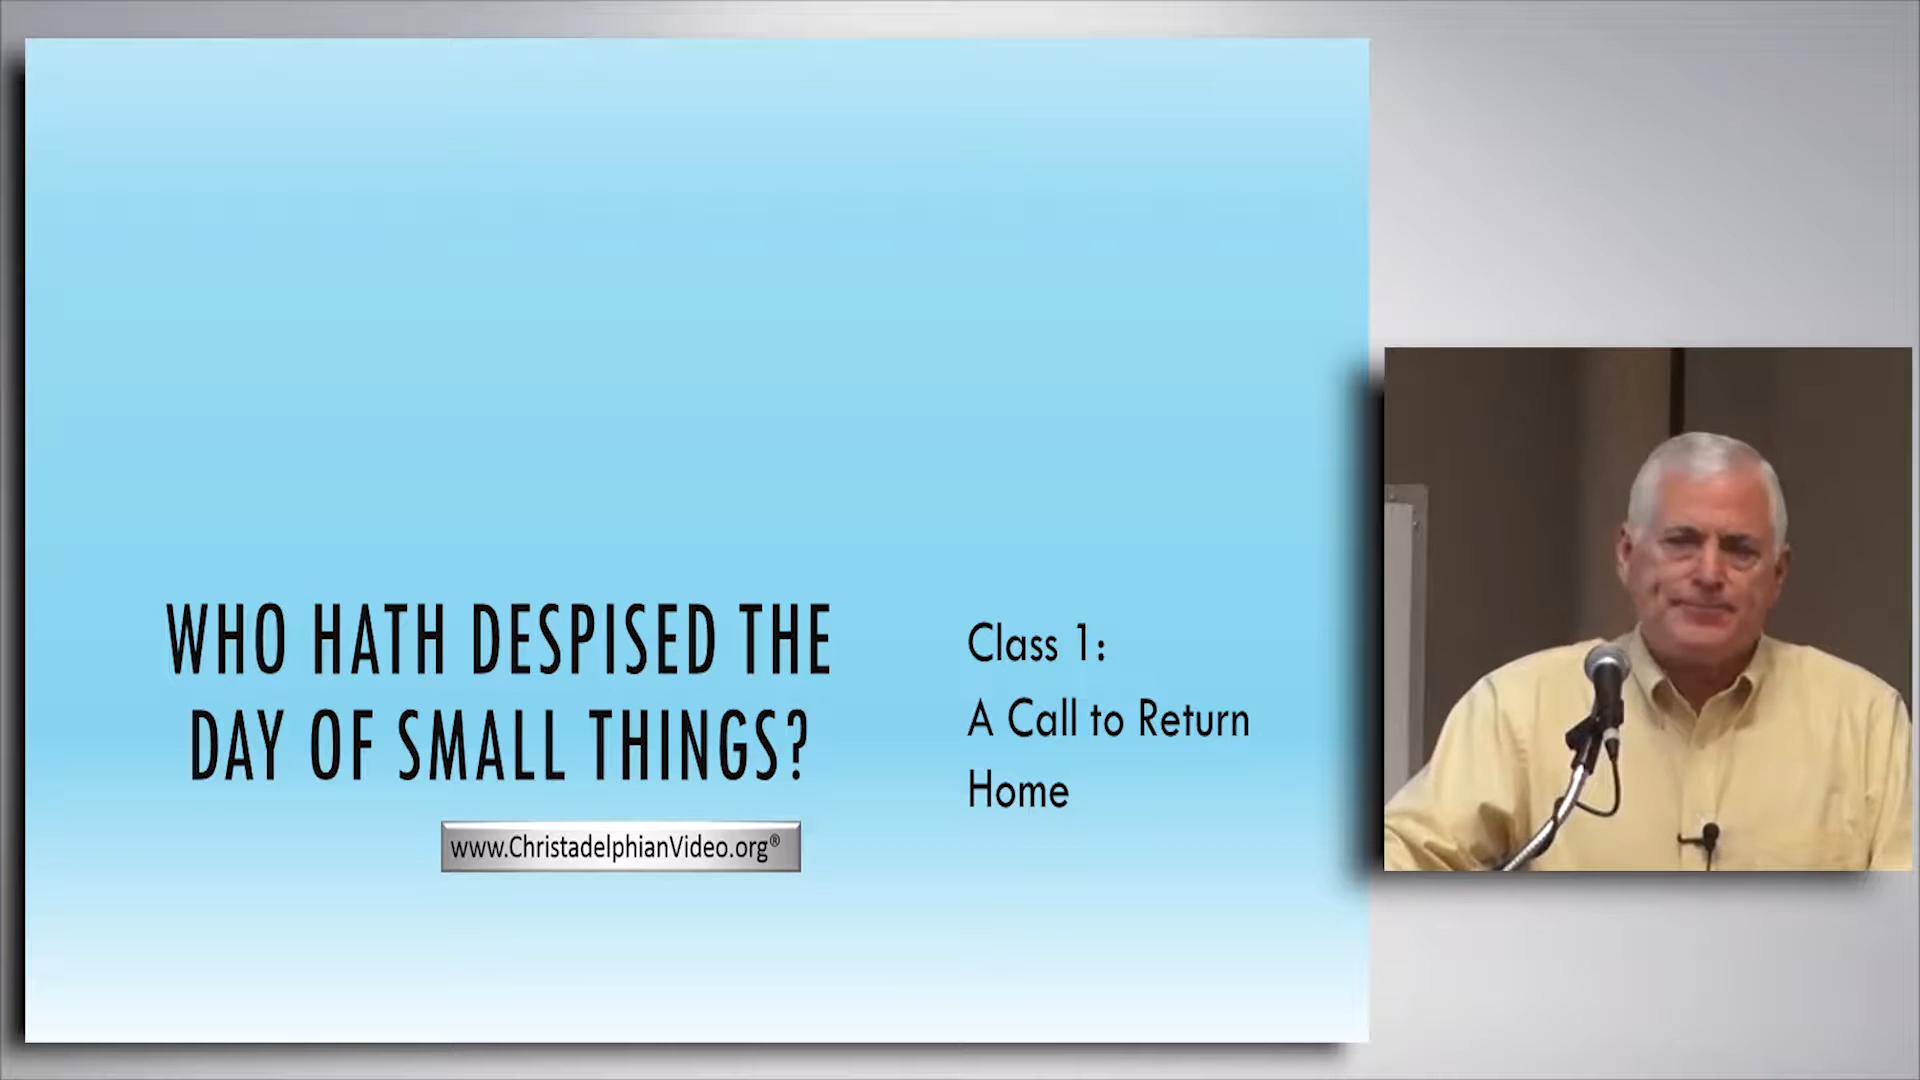 WHO HATH DESPISED THE
DAY OF SMALL THINGS?
www.ChristadelphianVideo.org®
Class 1:
A Call to Return
Home